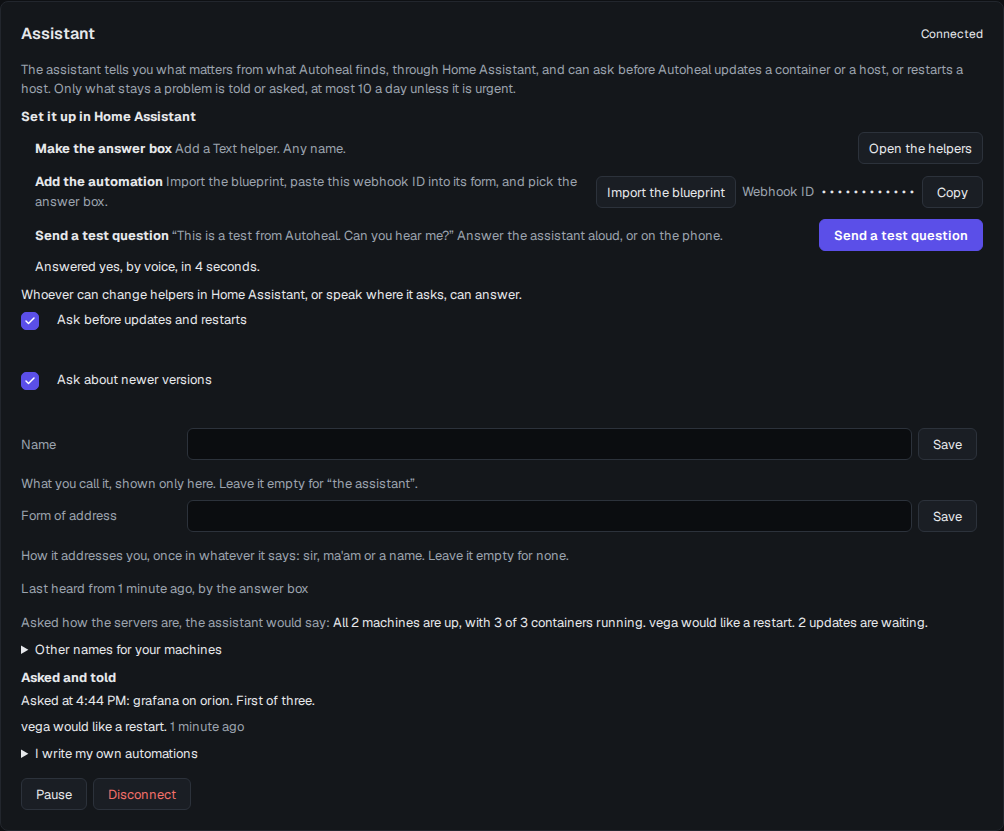 Assistant
Connected
The assistant tells you what matters from what Autoheal finds, through Home Assistant, and can ask before Autoheal updates a container or a host, or restarts a
host. Only what stays a problem is told or asked, at most 10 a day unless it is urgent.
Set it up in Home Assistant
Make the answer box Add a Text helper. Any name.
Open the helpers
Add the automation Import the blueprint, paste this webhook ID into its form, and pick the
answer box.
Import the blueprint
Webhook ID ••••••••••••
Copy
Send a test question “This is a test from Autoheal. Can you hear me?” Answer the assistant aloud, or on the phone.
Send a test question
Answered yes, by voice, in 4 seconds.
Whoever can change helpers in Home Assistant, or speak where it asks, can answer.
Ask before updates and restarts
Ask about newer versions
Name
Save
What you call it, shown only here. Leave it empty for “the assistant”.
Form of address
Save
How it addresses you, once in whatever it says: sir, ma'am or a name. Leave it empty for none.
Last heard from 1 minute ago, by the answer box
Asked how the servers are, the assistant would say: All 2 machines are up, with 3 of 3 containers running. vega would like a restart. 2 updates are waiting.
Other names for your machines
Asked and told
Asked at 4:44 PM: grafana on orion. First of three.
vega would like a restart. 1 minute ago
I write my own automations
Pause
Disconnect